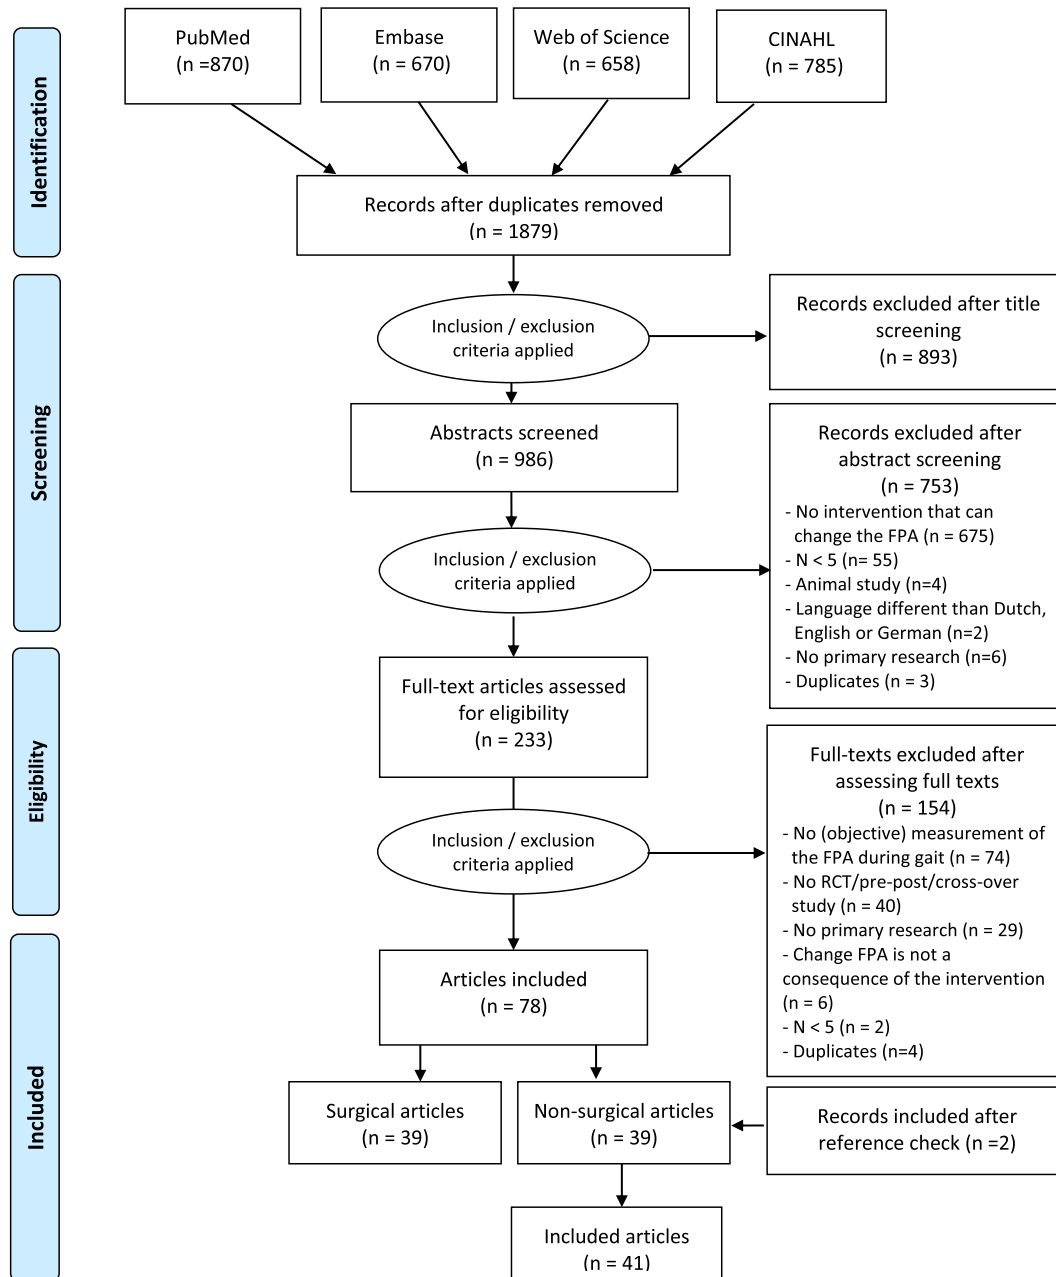 PubMed
(n =870)
Embase
(n = 670)
Web of Science
(n = 658)
CINAHL
(n = 785)
Identification
Records after duplicates removed
(n = 1879)
Screening
Inclusion / exclusion
criteria applied
Records excluded after title
screening
(n = 893)
Abstracts screened
(n = 986)
Records excluded after
abstract screening
(n = 753)
- No intervention that can
change the FPA (n = 675)
- N < 5 (n= 55)
- Animal study (n=4)
- Language different than Dutch,
English or German (n=2)
- No primary research (n=6)
- Duplicates (n = 3)
Inclusion / exclusion
criteria applied
Eligibility
Full-text articles assessed
for eligibility
(n = 233)
Full-texts excluded after
assessing full texts
(n = 154)
- No (objective) measurement of
the FPA during gait (n = 74)
- No RCT/pre-post/cross-over
study (n = 40)
- No primary research (n = 29)
- Change FPA is not a
consequence of the intervention
(n = 6)
- N < 5 (n = 2)
- Duplicates (n=4)
Inclusion / exclusion
criteria applied
Included
Articles included
(n = 78)
Surgical articles
(n = 39)
Non-surgical articles
(n = 39)
Records included after
reference check (n =2)
Included articles
(n = 41)